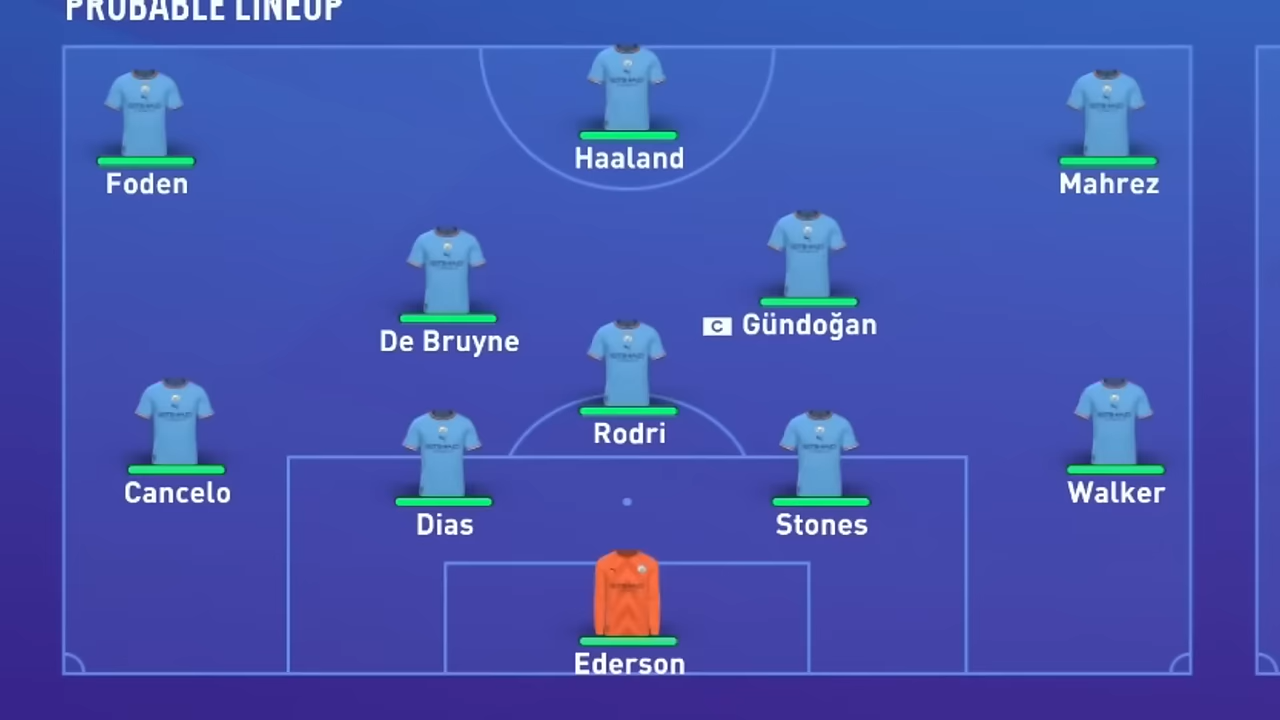 PROBABLE LINEUP
Haaland
Foden
Mahrez
De Bruyne
C Gündoğan
Rodri
Cancelo
Walker
Dias
Stones
Ederson